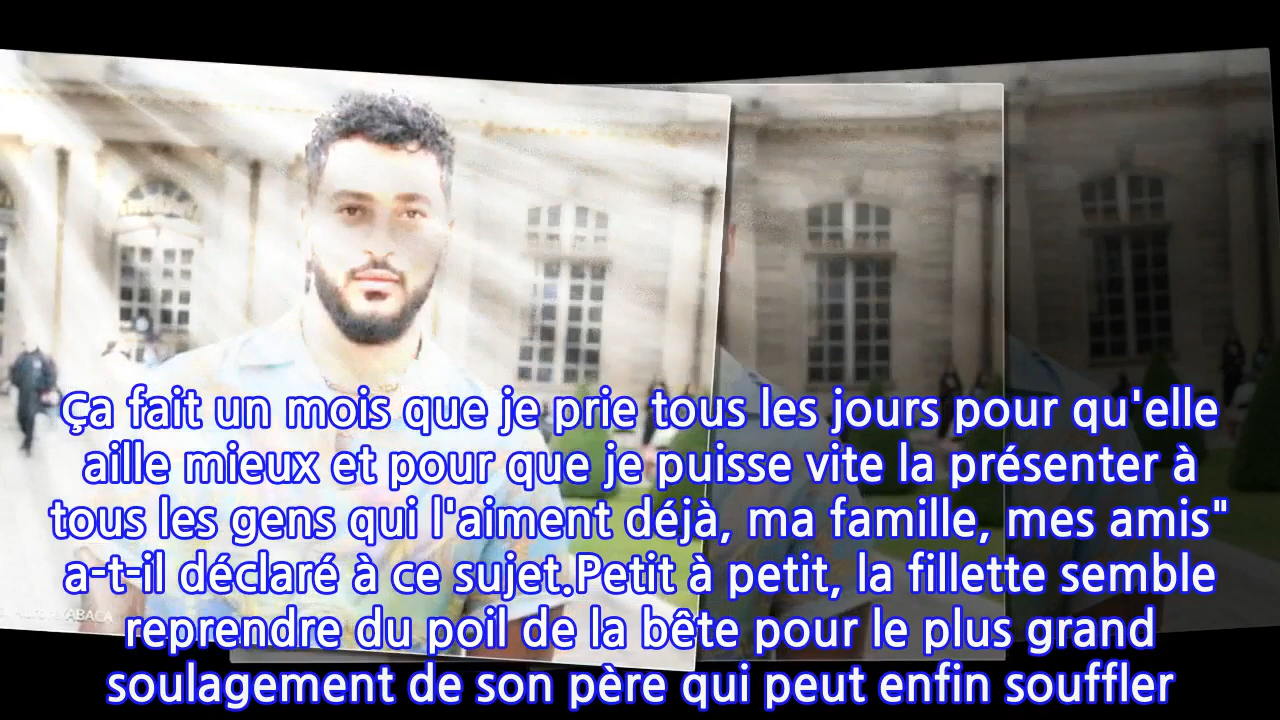 Ça fait un mois que je prie tous les jours pour qu'elle
aille mieux et pour que je puisse vite la présenter à
tous les gens qui l'aiment déjà, ma famille, mes amis"
a-t-il déclaré à ce sujet.Petit à petit, la fillette semble
reprendre du poil de la bête pour le plus grand
soulagement de son père qui peut enfin souffler
ABACA